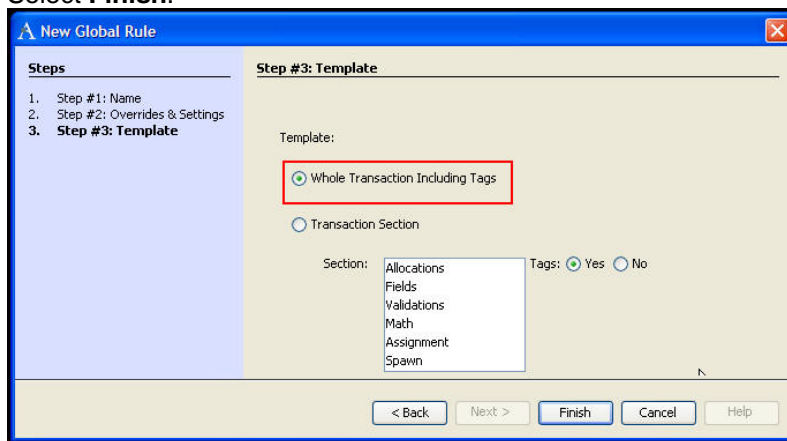 Select Finish.
New Global Rule
Steps
1. Step #1: Name
2. Step #2: Overrides & Settings
3. Step #3: Template
Step #3: Template
Template:
Whole Transaction Including Tags
Transaction Section
Section:
Allocations
Fields
Validations
Math
Assignment
Spawn
Tags: Yes No
< Back Next > Finish Cancel Help